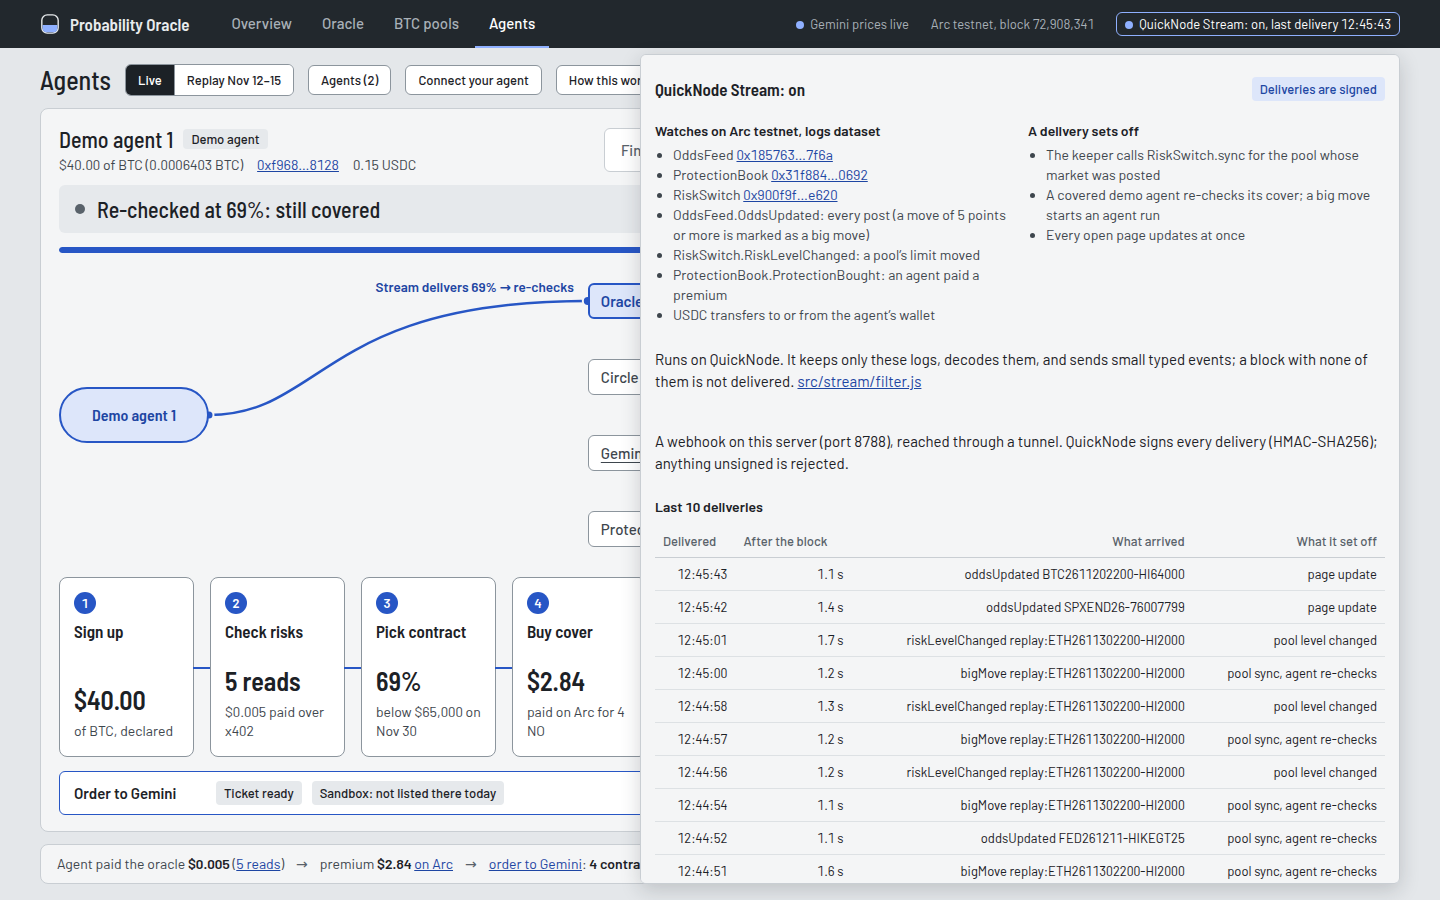 Probability Oracle
Overview
Oracle
BTC pools
Agents
Gemini prices live
Arc testnet, block 72,908,341
QuickNode Stream: on, last delivery 12:45:43
Agents
Live
Replay Nov 12–15
Agents (2)
Connect your agent
How this
Demo agent 1
Demo agent
$40.00 of BTC (0.0006403 BTC)
0xf968…8128
0.15 USDC
Re-checked at 69%: still covered
Stream delivers 69% → re-checks
Oracle
Circle
Demo agent 1
1
Sign up
$40.00
of BTC, declared
2
Check risks
5 reads
$0.005 paid over
x402
3
Pick contract
69%
below $65,000 on
Nov 30
4
Buy cover
$2.84
paid on Arc for 4
NO
Order to Gemini
Ticket ready
Sandbox: not listed there today
Agent paid the oracle $0.005 (5 reads) → premium $2.84 on Arc → order to Gemini: 4
QuickNode Stream: on
Deliveries are signed
Watches on Arc testnet, logs dataset
OddsFeed 0x185763…7f6a
ProtectionBook 0x31f884…0692
RiskSwitch 0x900f9f…e620
OddsFeed.OddsUpdated: every post (a move of 5 points
or more is marked as a big move)
RiskSwitch.RiskLevelChanged: a pool's limit moved
ProtectionBook.ProtectionBought: an agent paid a
premium
USDC transfers to or from the agent's wallet
A delivery sets off
The keeper calls RiskSwitch.sync for the pool whose
market was posted
A covered demo agent re-checks its cover; a big move
starts an agent run
Every open page updates at once
Runs on QuickNode. It keeps only these logs, decodes them, and sends small typed events; a block with none of
them is not delivered. src/stream/filter.js
A webhook on this server (port 8788), reached through a tunnel. QuickNode signs every delivery (HMAC-SHA256);
anything unsigned is rejected.
Last 10 deliveries
Delivered After the block What arrived What it set off
12:45:43 1.1 s oddsUpdated BTC2611202200-HI64000 page update
12:45:42 1.4 s oddsUpdated SPXEND26-76007799 page update
12:45:01 1.7 s riskLevelChanged replay:ETH2611302200-HI2000 pool level changed
12:45:00 1.2 s bigMove replay:ETH2611302200-HI2000 pool sync, agent re-checks
12:44:58 1.3 s riskLevelChanged replay:ETH2611302200-HI2000 pool level changed
12:44:57 1.2 s bigMove replay:ETH2611302200-HI2000 pool sync, agent re-checks
12:44:56 1.2 s riskLevelChanged replay:ETH2611302200-HI2000 pool level changed
12:44:54 1.1 s bigMove replay:ETH2611302200-HI2000 pool sync, agent re-checks
12:44:52 1.1 s oddsUpdated FED261211-HIKEGT25 pool sync, agent re-checks
12:44:51 1.6 s bigMove replay:ETH2611302200-HI2000 pool sync, agent re-checks